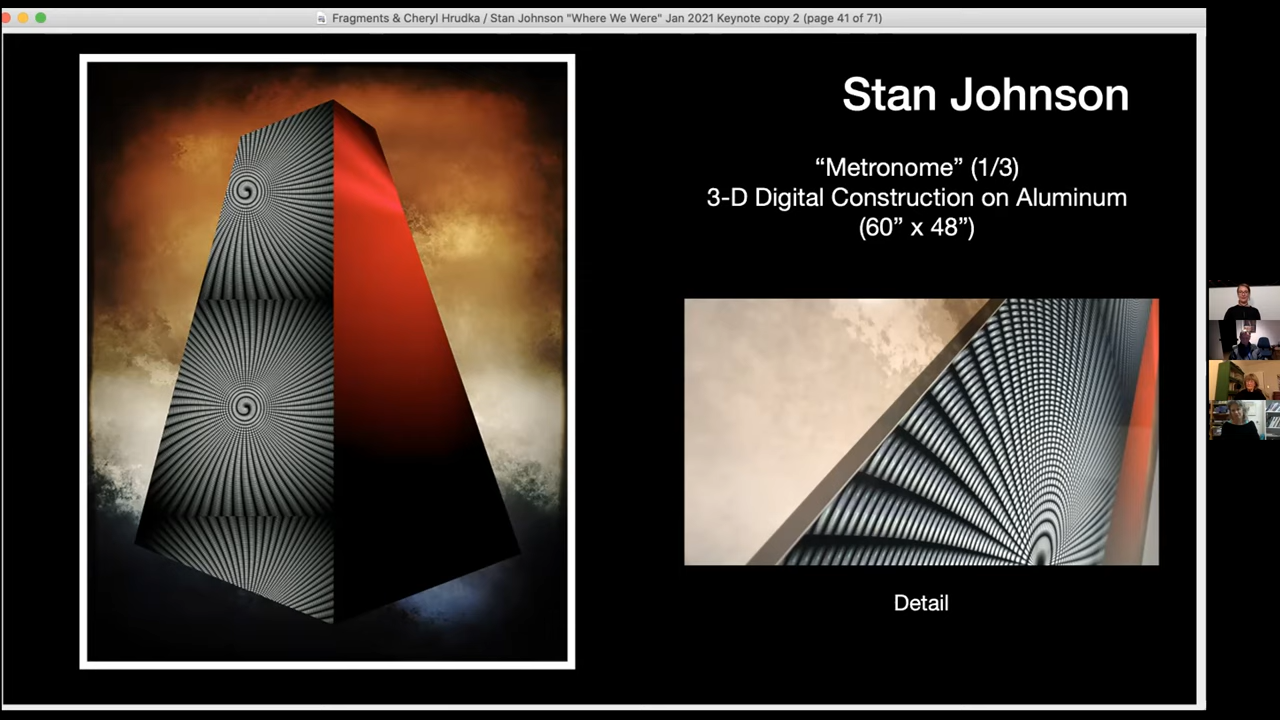 Fragments & Cheryl Hrudka / Stan Johnson "Where We Were" Jan 2021 Keynote copy 2 (page 41 of 71)
Stan Johnson
“Metronome” (1/3)
3-D Digital Construction on Aluminum
(60” x 48”)
Detail